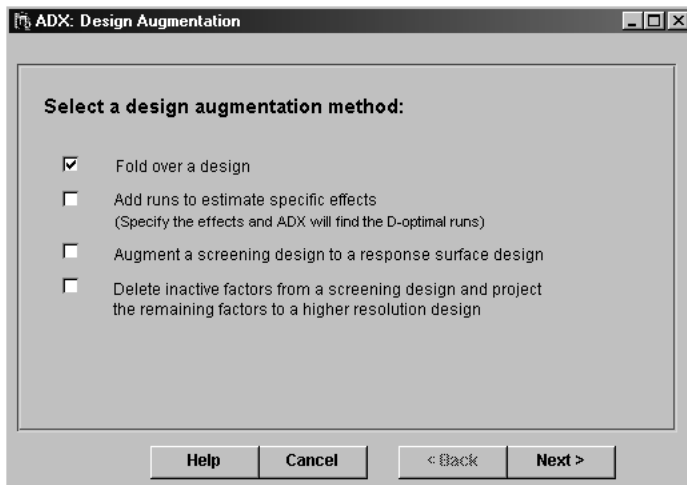 ADX: Design Augmentation
Select a design augmentation method:
Fold over a design
Add runs to estimate specific effects
(Specify the effects and ADX will find the D-optimal runs)
Augment a screening design to a response surface design
Delete inactive factors from a screening design and project
the remaining factors to a higher resolution design
Help
Cancel
< Back
Next >